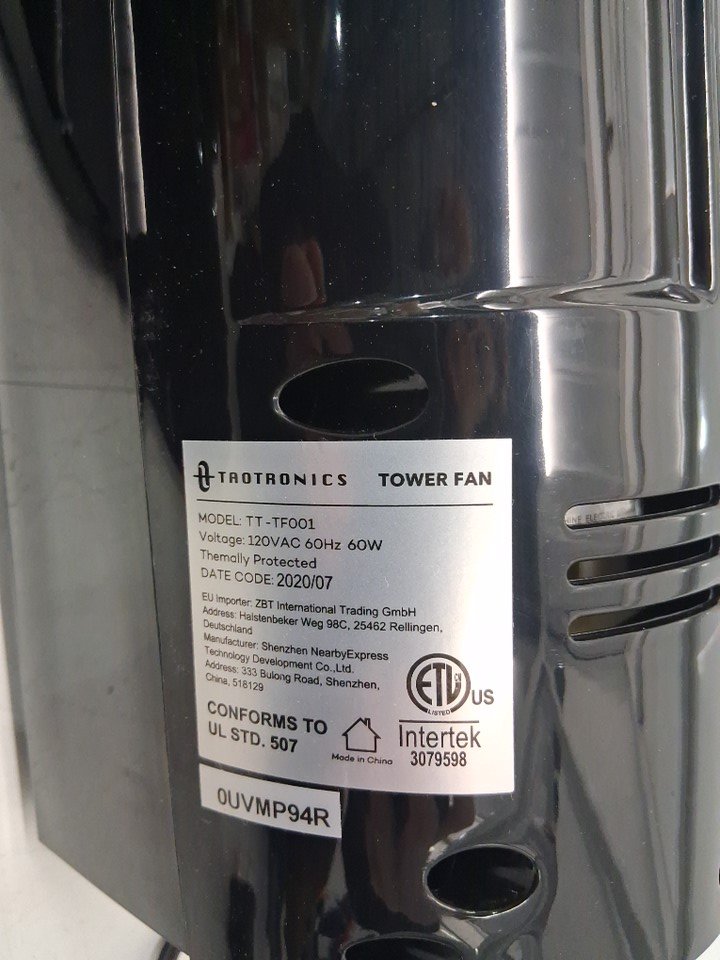 TAOTRONICS TOWER FAN
MODEL: TT-TF001
Voltage: 120VAC 60Hz 60W
Themally Protected
DATE CODE: 2020/07
EU Importer: ZBT International Trading GmbH
Address: Halstenbeker Weg 98C, 25462 Rellingen,
Deutschland
Manufacturer: Shenzhen NearbyExpress
Technology Development Co.,Ltd.
Address: 333 Bulong Road, Shenzhen,
China, 518129
CONFORMS TO
UL STD. 507
Made in China
ETL CM
LISTED
US
Intertek
3079598
0UVMP94R